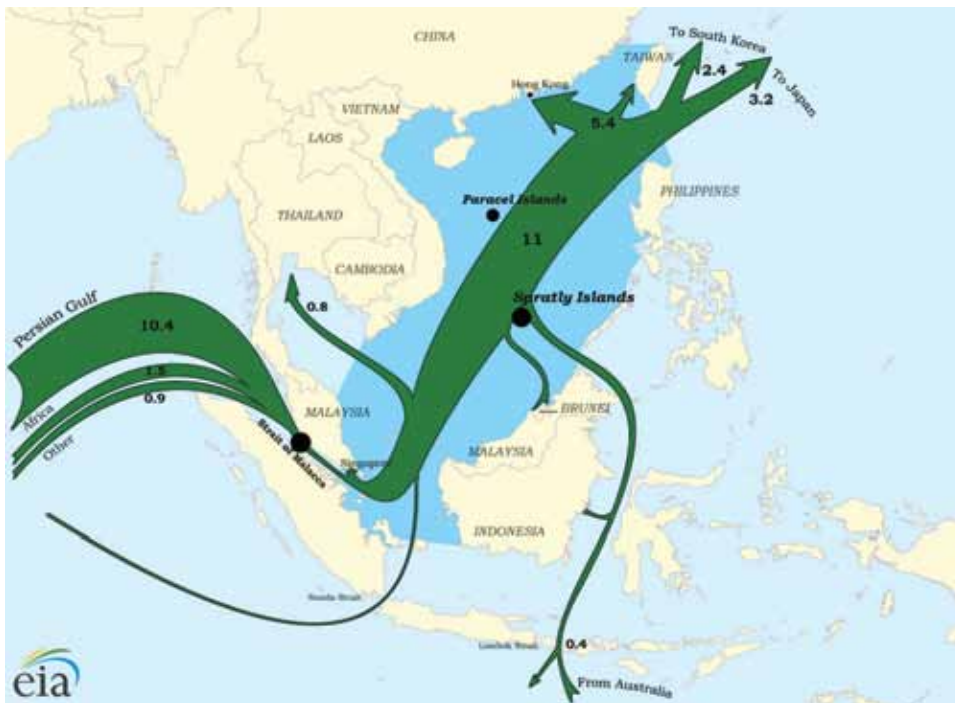 CHINA
To South Korea
TAIWAN
2.4
To Japan
Hong Kong
3.2
VIETNAM
5.4
LAOS
Paracel Islands
PHILIPPINES
THAILAND
11
CAMBODIA
Spratly Islands
0.8
Persian Gulf
10.4
1.5
0.9
Africa
Other
MALAYSIA
BRUNEI
Strait of Malacca
Singapore
MALAYSIA
INDONESIA
Sunda Strait
Lombok Strait
0.4
From Australia
eia